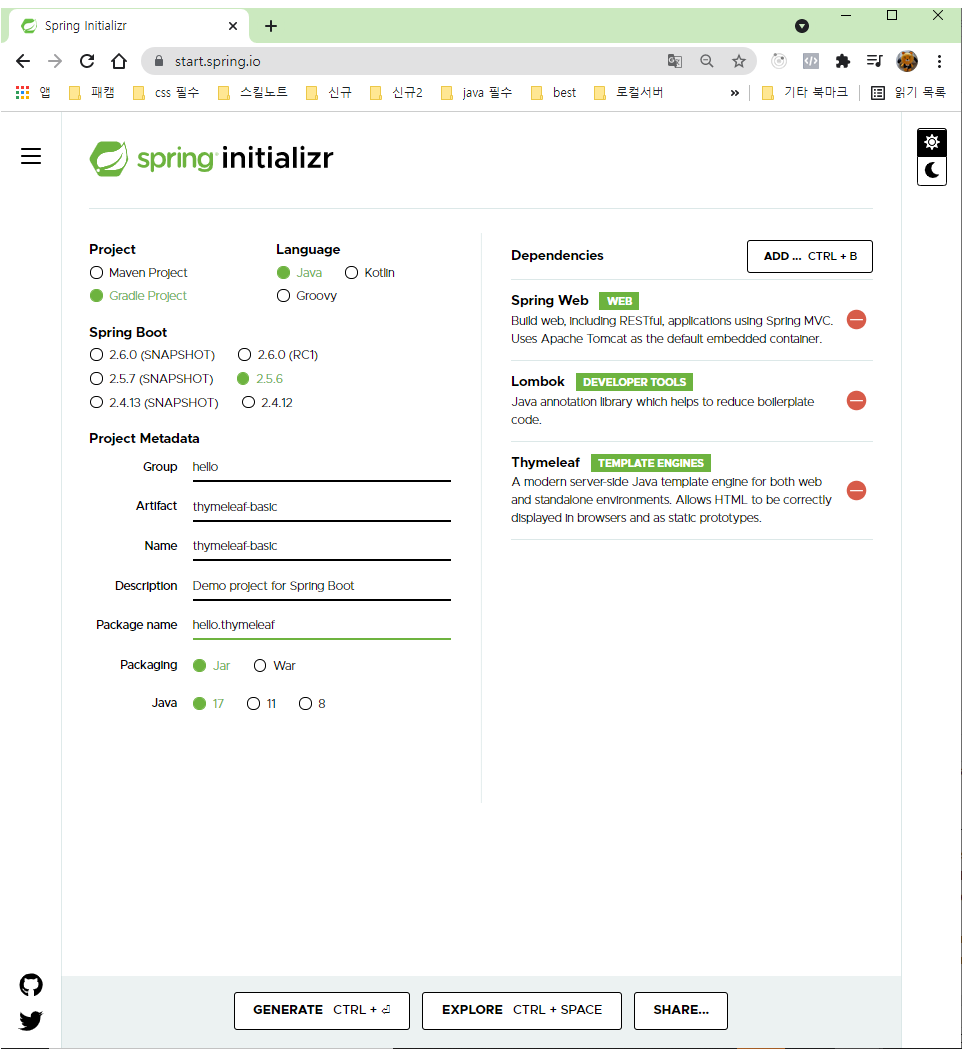 Spring Initializr
start.spring.io
앱 패캠 css 필수 스킬노트 신규 신규2 java 필수 best 로컬서버 » 기타 북마크 읽기 목록
spring initializr
Project
Maven Project
Gradle Project
Language
Java Kotlin
Groovy
Spring Boot
2.6.0 (SNAPSHOT) 2.6.0 (RC1)
2.5.7 (SNAPSHOT) 2.5.6
2.4.13 (SNAPSHOT) 2.4.12
Project Metadata
Group hello
Artifact thymeleaf-basic
Name thymeleaf-basic
Description Demo project for Spring Boot
Package name hello.thymeleaf
Packaging Jar War
Java 17 11 8
Dependencies
ADD ... CTRL + B
Spring Web WEB
Build web, including RESTful, applications using Spring MVC.
Uses Apache Tomcat as the default embedded container.
Lombok DEVELOPER TOOLS
Java annotation library which helps to reduce boilerplate
code.
Thymeleaf TEMPLATE ENGINES
A modern server-side Java template engine for both web
and standalone environments. Allows HTML to be correctly
displayed in browsers and as static prototypes.
GENERATE CTRL + ⏎ EXPLORE CTRL + SPACE SHARE...